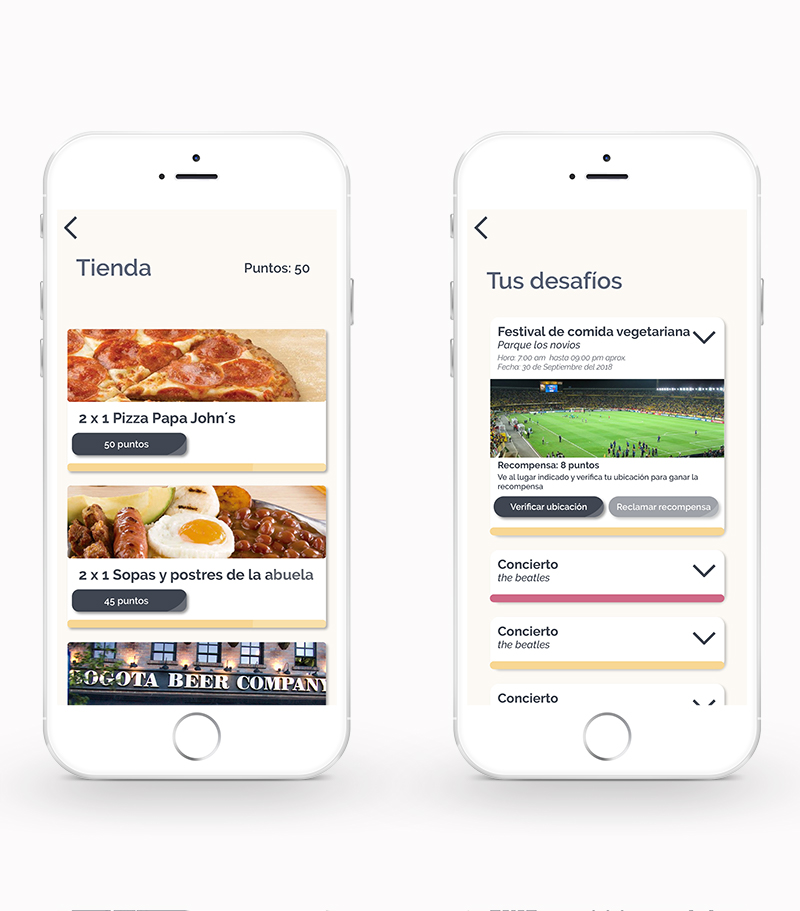 Tienda
Puntos: 50
2 x 1 Pizza Papa John´s
50 puntos
2 x 1 Sopas y postres de la abuela
45 puntos
BOGOTA BEER COMPANY
Tus desafíos
Festival de comida vegetariana
Parque los novios
Hora: 7:00 am hasta 09:00 pm aprox.
Fecha: 30 de Septiembre del 2018
Recompensa: 8 puntos
Ve al lugar indicado y verifica tu ubicación para ganar la
recompensa
Verificar ubicación
Reclamar recompensa
Concierto
the beatles
Concierto
the beatles
Concierto